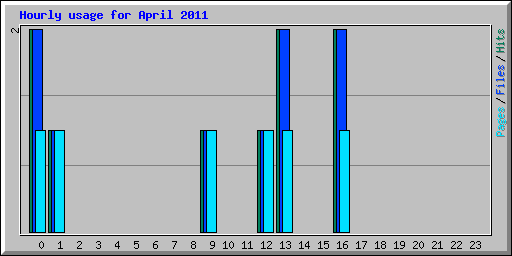 Hourly usage for April 2011
2
Pages/Files/Hits
0 1 2 3 4 5 6 7 8 9 10 11 12 13 14 15 16 17 18 19 20 21 22 23